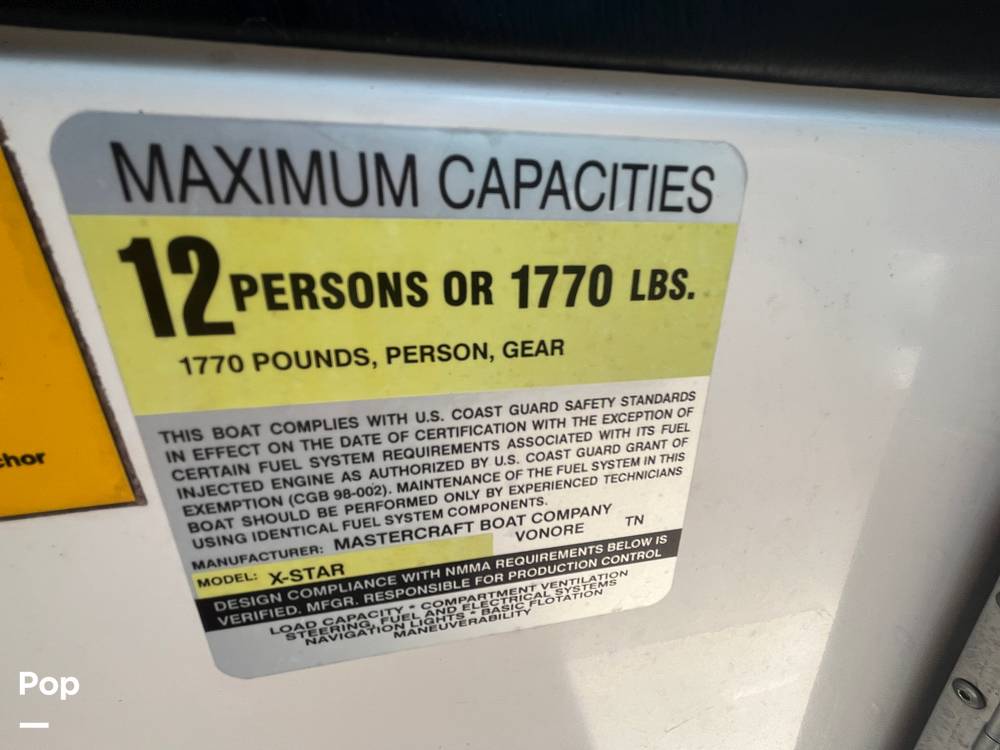 MAXIMUM CAPACITIES
12 PERSONS OR 1770 LBS.
1770 POUNDS, PERSON, GEAR
THIS BOAT COMPLIES WITH U.S. COAST GUARD SAFETY STANDARDS
IN EFFECT ON THE DATE OF CERTIFICATION WITH THE EXCEPTION OF
CERTAIN FUEL SYSTEM REQUIREMENTS ASSOCIATED WITH ITS FUEL
INJECTED ENGINE AS AUTHORIZED BY U.S. COAST GUARD GRANT OF
EXEMPTION (CGB 98-002). MAINTENANCE OF THE FUEL SYSTEM IN THIS
BOAT SHOULD BE PERFORMED ONLY BY EXPERIENCED TECHNICIANS
USING IDENTICAL FUEL SYSTEM COMPONENTS.
MANUFACTURER: MASTERCRAFT BOAT COMPANY
VONORE TN
MODEL: X-STAR
DESIGN COMPLIANCE WITH NMMA REQUIREMENTS BELOW IS
VERIFIED. MFGR. RESPONSIBLE FOR PRODUCTION CONTROL
LOAD CAPACITY * COMPARTMENT VENTILATION
STEERING, FUEL AND ELECTRICAL SYSTEMS
NAVIGATION LIGHTS * BASIC FLOTATION
MANEUVERABILITY
chor
Pop